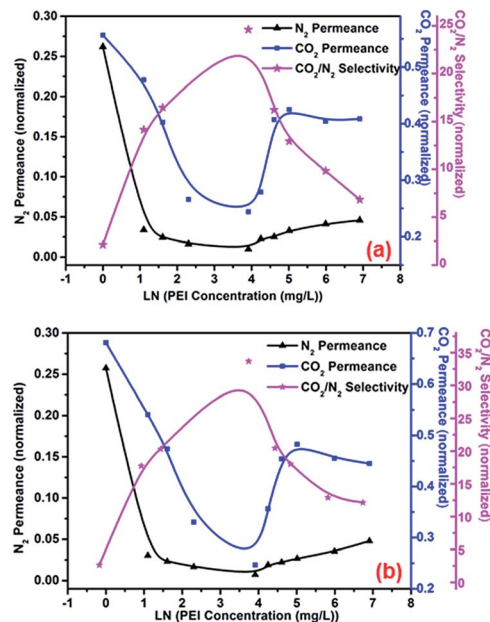 0.30
0.25
0.20
0.15
0.10
0.05
0.00
N₂ Permeance (normalized)
N₂ Permeance
CO₂ Permeance
CO₂/N₂ Selectivity
(a)
-1 0 1 2 3 4 5 6 7 8
LN (PEI Concentration (mg/L))
0.5
0.4
0.3
0.2
CO₂ Permeance (normalized)
25
20
15
10
5
0
CO₂/N₂ Selectivity (normalized)
0.30
0.25
0.20
0.15
0.10
0.05
0.00
N₂ Permeance (normalized)
N₂ Permeance
CO₂ Permeance
CO₂/N₂ Selectivity
(b)
-1 0 1 2 3 4 5 6 7 8
LN (PEI Concentration (mg/L))
0.7
0.6
0.5
0.3
0.2
CO₂ Permeance (normalized)
35
30
25
20
15
10
5
0
CO₂/N₂ Selectivity (normalized)